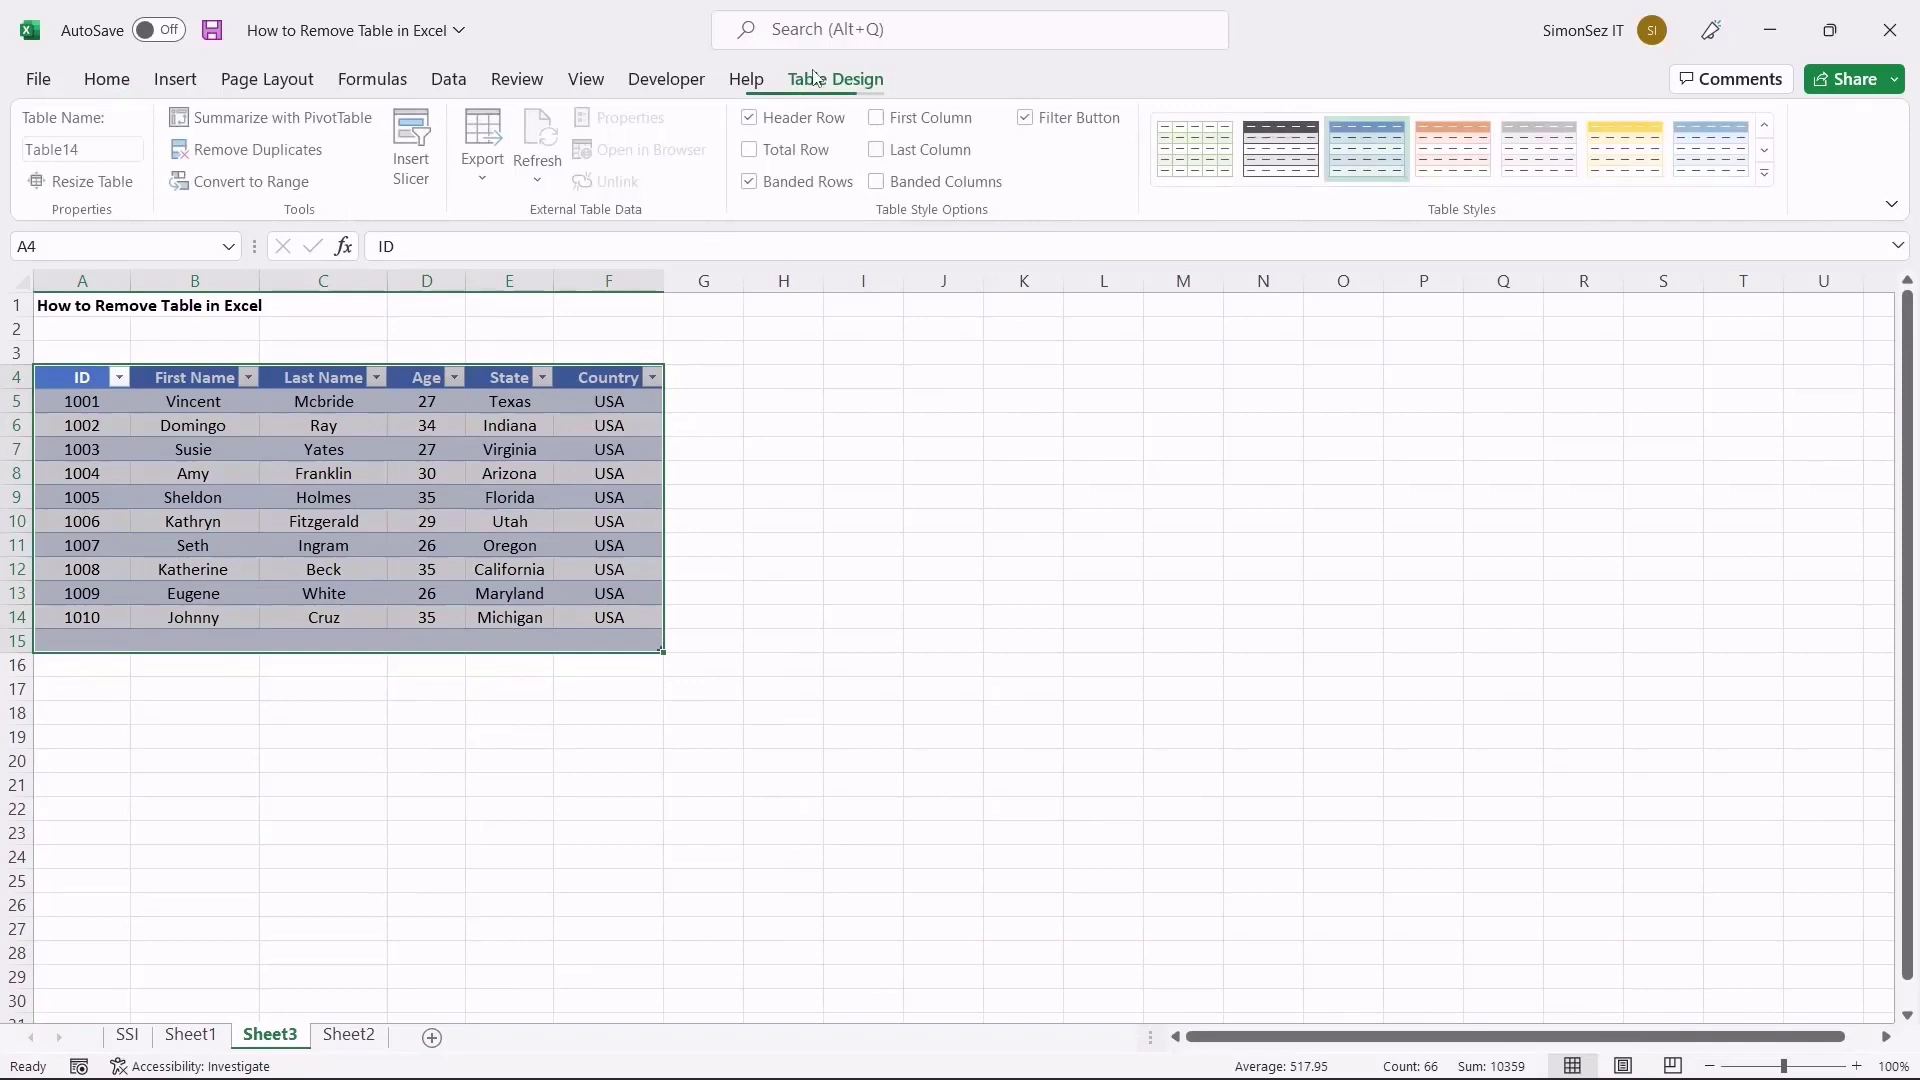 AutoSave Off How to Remove Table in Excel Search (Alt+Q) SimonSez IT SI
File Home Insert Page Layout Formulas Data Review View Developer Help Table Design Comments Share
Table Name:
Table14
Resize Table
Properties
Summarize with PivotTable
Remove Duplicates
Convert to Range
Tools
Insert
Slicer
Export
Refresh
Properties
Open in Browser
Unlink
External Table Data
Header Row First Column Filter Button
Total Row Last Column
Banded Rows Banded Columns
Table Style Options
Table Styles
A4 fx ID
A B C D E F G H I J K L M N O P Q R S T U
1 How to Remove Table in Excel
2
3
4 ID First Name Last Name Age State Country
5 1001 Vincent Mcbride 27 Texas USA
6 1002 Domingo Ray 34 Indiana USA
7 1003 Susie Yates 27 Virginia USA
8 1004 Amy Franklin 30 Arizona USA
9 1005 Sheldon Holmes 35 Florida USA
10 1006 Kathryn Fitzgerald 29 Utah USA
11 1007 Seth Ingram 26 Oregon USA
12 1008 Katherine Beck 35 California USA
13 1009 Eugene White 26 Maryland USA
14 1010 Johnny Cruz 35 Michigan USA
15
16
17
18
19
20
21
22
23
24
25
26
27
28
29
30
SSI Sheet1 Sheet3 Sheet2
Ready Accessibility: Investigate Average: 517.95 Count: 66 Sum: 10359 100%